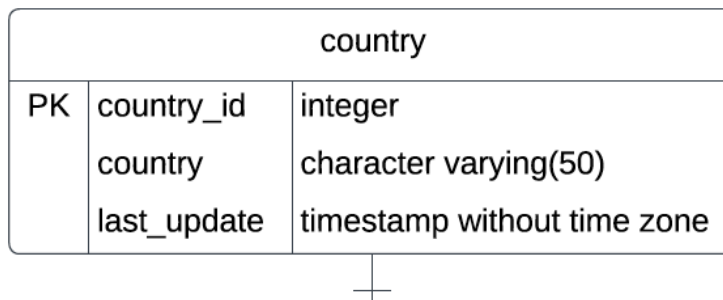 country
PK country_id integer
country character varying(50)
last_update timestamp without time zone